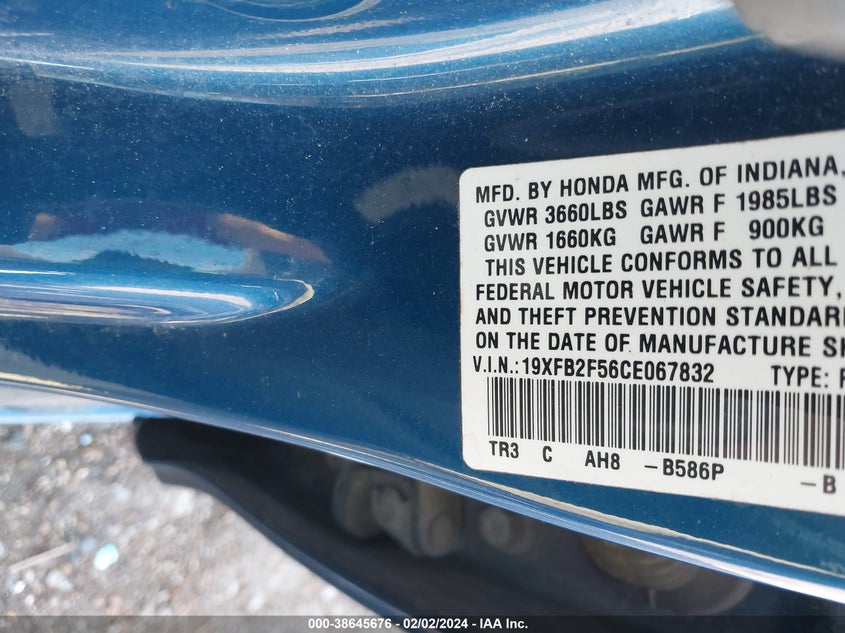 MFD. BY HONDA MFG. OF INDIANA,
GVWR 3660LBS GAWR F 1985LBS
GVWR 1660KG GAWR F 900KG
THIS VEHICLE CONFORMS TO ALL
FEDERAL MOTOR VEHICLE SAFETY,
AND THEFT PREVENTION STANDAR
ON THE DATE OF MANUFACTURE SH
V.I.N.:19XFB2F56CE067832 TYPE: P
TR3 C AH8 -B586P -B
000-38645676 / 02/02/2024 - IAA Inc.